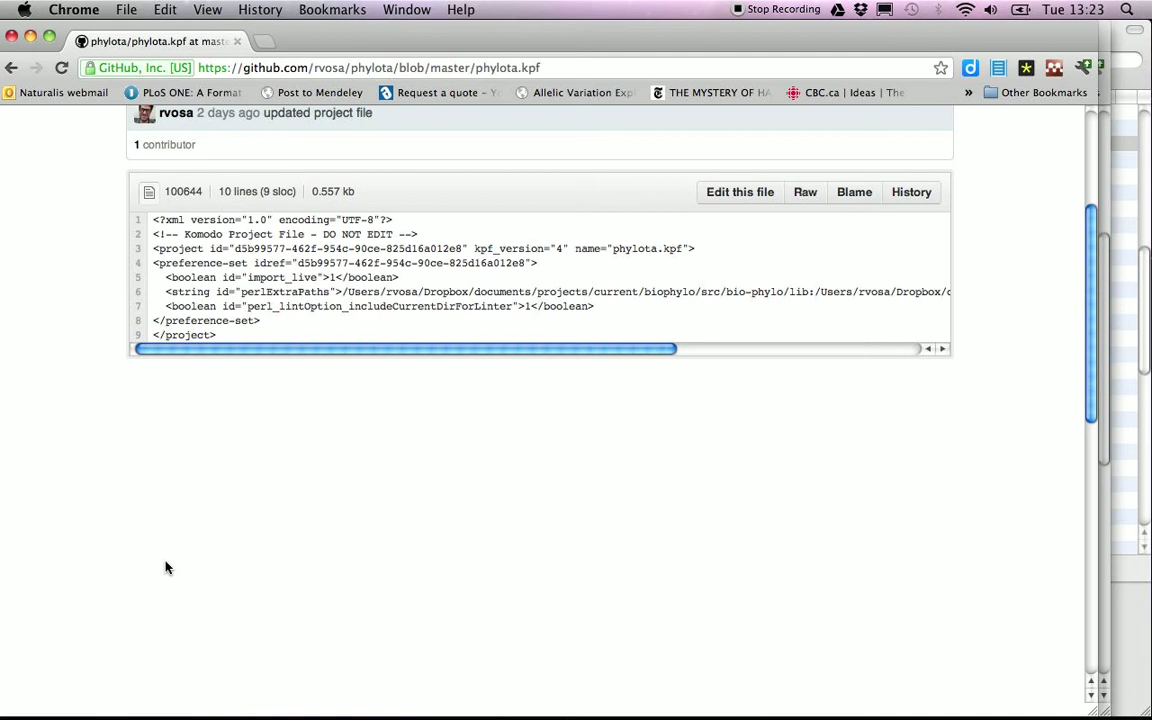 Chrome File Edit View History Bookmarks Window Help Stop Recording Tue 13:23
phylota/phylota.kpf at mast
GitHub, Inc. [US] https://github.com/rvosa/phylota/blob/master/phylota.kpf
Naturalis webmail PLoS ONE: A Format Post to Mendeley Request a quote - Allelic Variation Exp THE MYSTERY OF CBC.ca | Ideas | The » Other Bookmarks
rvosa 2 days ago updated project file
1 contributor
100644 10 lines (9 sloc) 0.557 kb Edit this file Raw Blame History
1 <?xml version="1.0" encoding="UTF-8"?>
2 <!-- Komodo Project File - DO NOT EDIT -->
3 <project id="d5b99577-462f-954c-90ce-825d16a012e8" kpf_version="4" name="phylota.kpf">
4 <preference-set idref="d5b99577-462f-954c-90ce-825d16a012e8">
5 <boolean id="import_live">1</boolean>
6 <string id="perlExtraPaths">/Users/rvosa/Dropbox/documents/projects/current/biophylo/src/bio-phylo/lib:/Users/rvosa/Dropbox/
7 <boolean id="perl_lintOption_includeCurrentDirForLinter">1</boolean>
8 </preference-set>
9 </project>